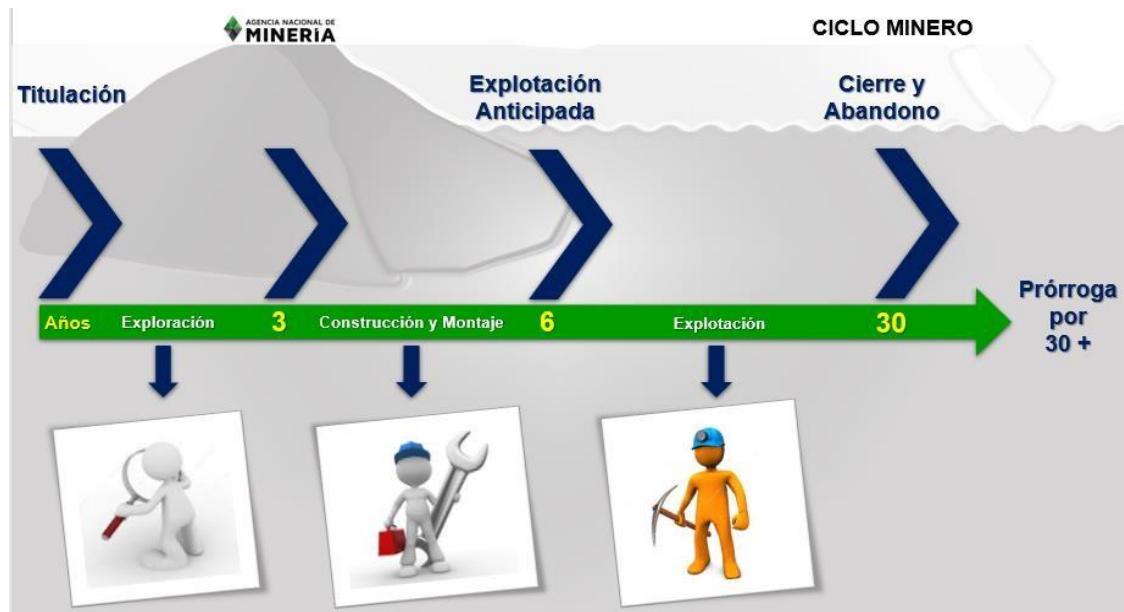 AGENCIA NACIONAL DE
MINERÍA
CICLO MINERO
Titulación
Explotación
Anticipada
Cierre y
Abandono
Años
Exploración
3
Construcción y Montaje
6
Explotación
30
Prórroga
por
30 +